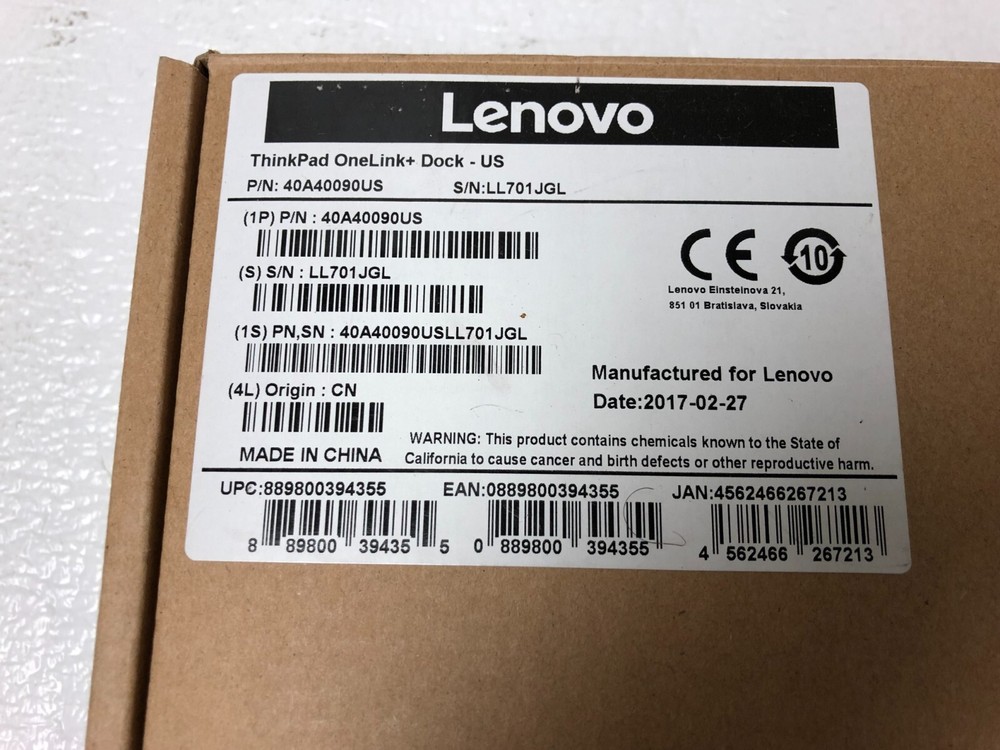 Lenovo
ThinkPad OneLink+ Dock - US
P/N: 40A40090US S/N:LL701JGL
(1P) P/N : 40A40090US
(S) S/N : LL701JGL
(1S) PN,SN : 40A40090USLL701JGL
(4L) Origin : CN
MADE IN CHINA
CE 10
Lenovo Einsteinova 21,
851 01 Bratislava, Slovakia
Manufactured for Lenovo
Date:2017-02-27
WARNING: This product contains chemicals known to the State of
California to cause cancer and birth defects or other reproductive harm.
UPC:889800394355 EAN:0889800394355 JAN:4562466267213
8 89800 39435 5 0 889800 394355 4 562466 267213